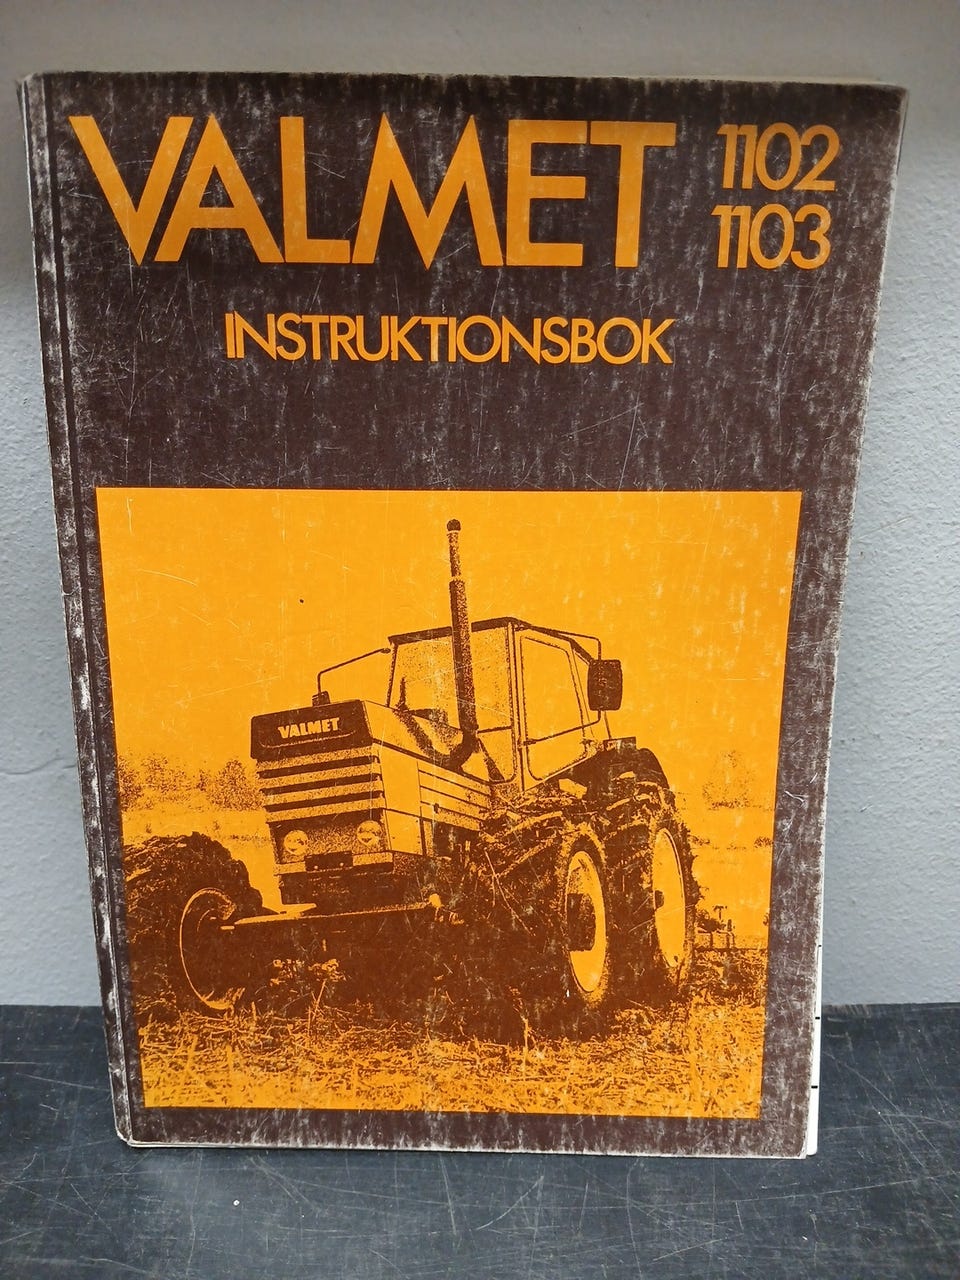 VALMET 1102
1103
INSTRUKTIONSBOK
VALMET